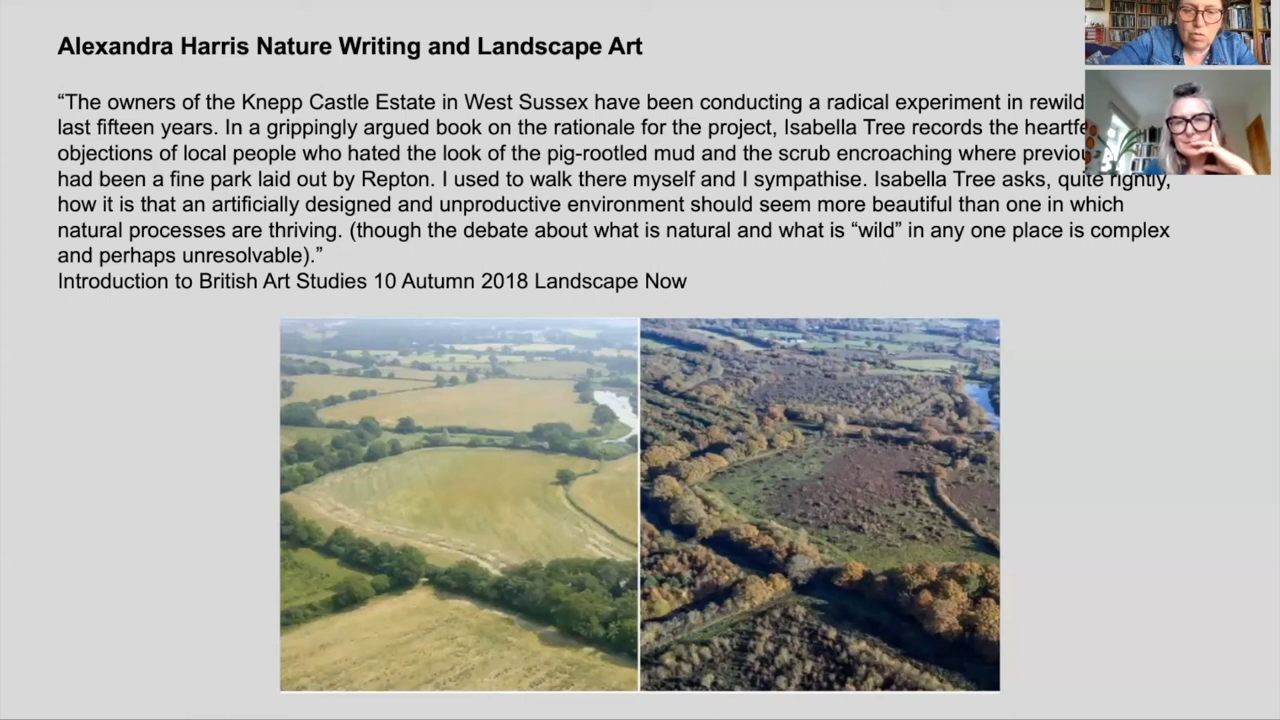 Alexandra Harris Nature Writing and Landscape Art
“The owners of the Knepp Castle Estate in West Sussex have been conducting a radical experiment in rewild
last fifteen years. In a grippingly argued book on the rationale for the project, Isabella Tree records the heartfe
objections of local people who hated the look of the pig-rootled mud and the scrub encroaching where previou
had been a fine park laid out by Repton. I used to walk there myself and I sympathise. Isabella Tree asks, quite rightly,
how it is that an artificially designed and unproductive environment should seem more beautiful than one in which
natural processes are thriving. (though the debate about what is natural and what is “wild” in any one place is complex
and perhaps unresolvable).”
Introduction to British Art Studies 10 Autumn 2018 Landscape Now